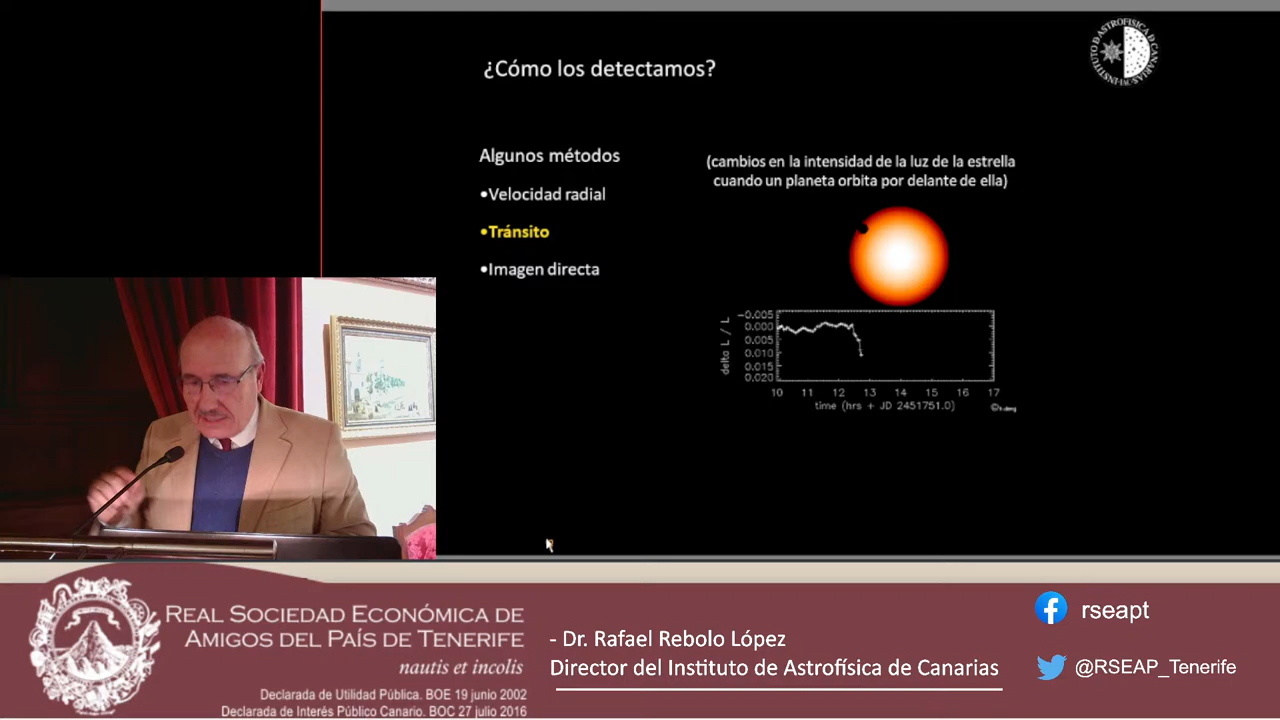 ¿Cómo los detectamos?
INSTITUTO D ASTROFISICA D CANARIAS
Algunos métodos
•Velocidad radial
•Tránsito
•Imagen directa
(cambios en la intensidad de la luz de la estrella
cuando un planeta orbita por delante de ella)
delta L / L
−0.005
0.000
0.005
0.010
0.015
0.020
10 11 12 13 14 15 16 17
time (hrs + JD 2451751.0)
REAL SOCIEDAD ECONÓMICA DE
AMIGOS DEL PAÍS DE TENERIFE
nautis et incolis
Declarada de Utilidad Pública. BOE 19 junio 2002
Declarada de Interés Público Canario. BOC 27 julio 2016
- Dr. Rafael Rebolo López
Director del Instituto de Astrofísica de Canarias
rseapt
@RSEAP_Tenerife